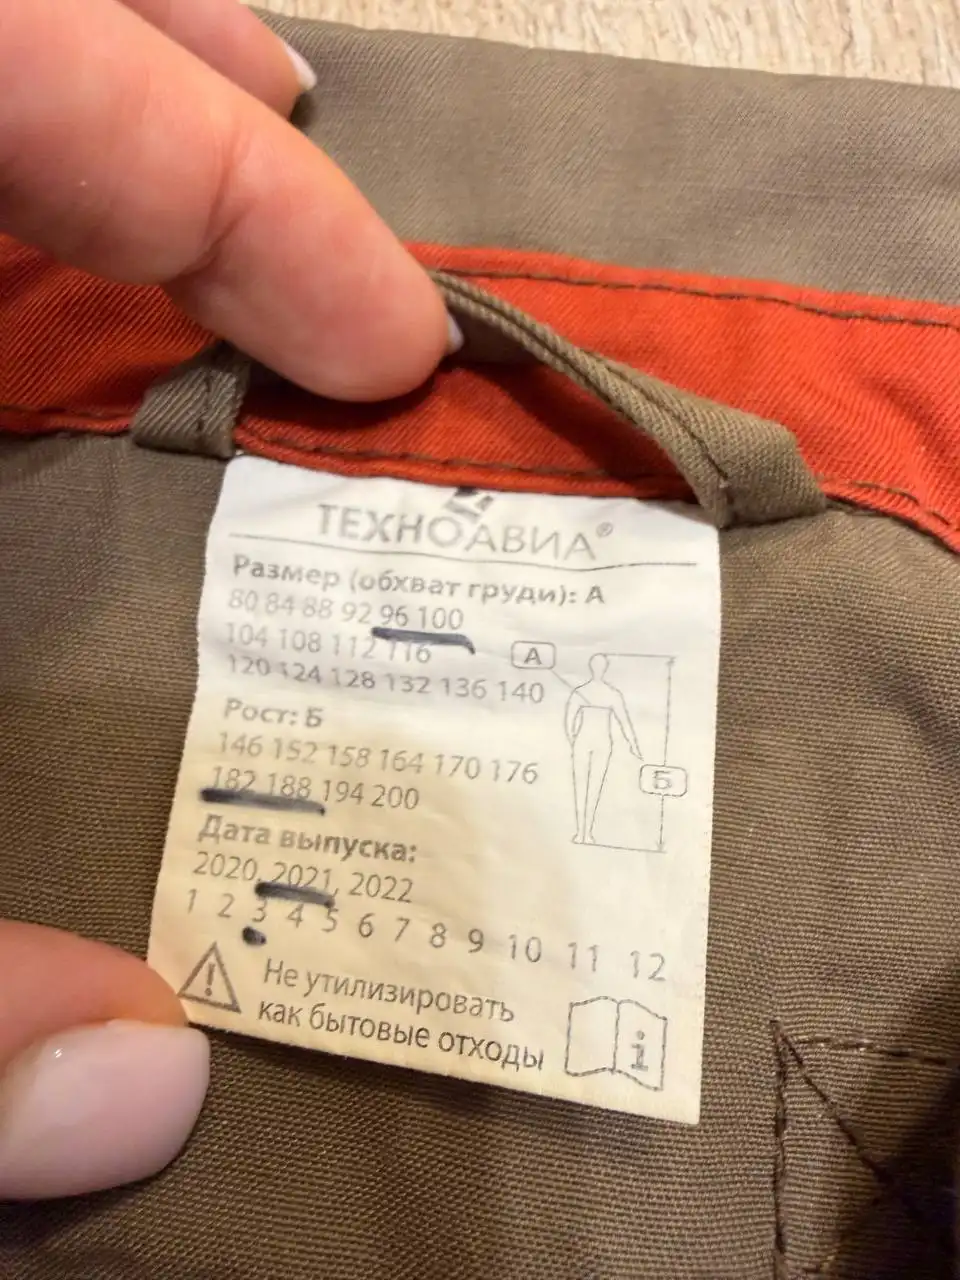 ТЕХНОАВИА®
Размер (обхват груди): А
80 84 88 92 96 100
104 108 112 116
120 124 128 132 136 140
А
Рост: Б
146 152 158 164 170 176
182 188 194 200
Б
Дата выпуска:
2020, 2021, 2022
1 2 3 4 5 6 7 8 9 10 11 12
Не утилизировать
как бытовые отходы
i